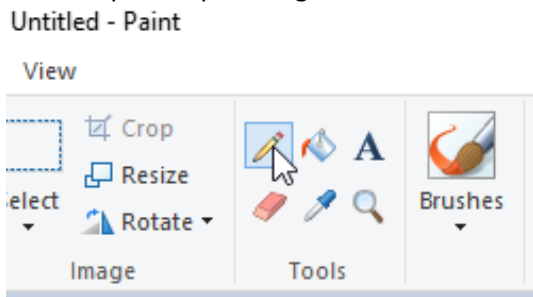 Untitled - Paint
View
Crop
Resize
Rotate
elect
Image
A
Tools
Brushes